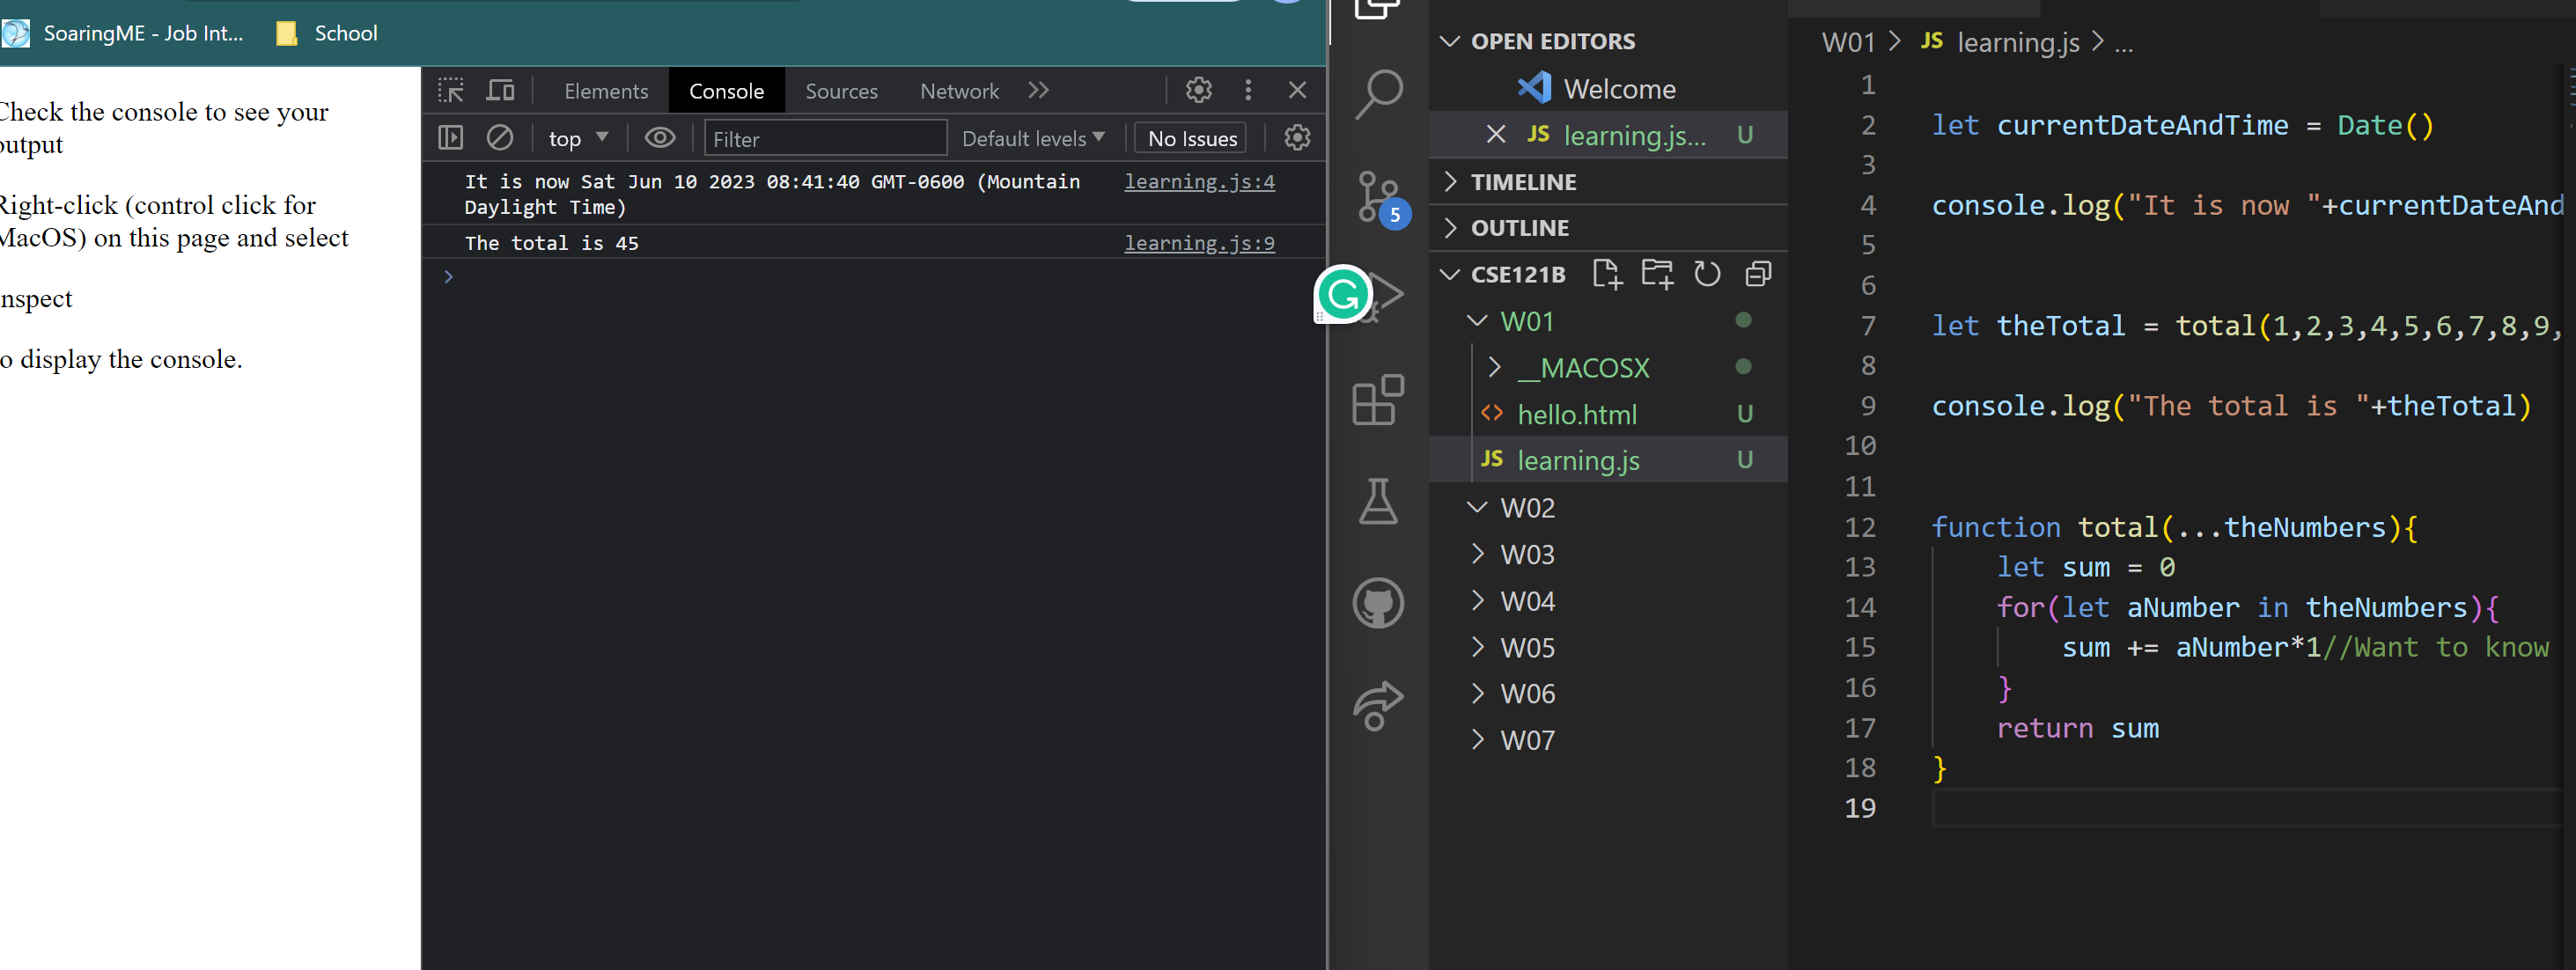 SoaringME - Job Int...
School
Check the console to see your
output
Right-click (control click for
MacOS) on this page and select
nspect
o display the console.
Elements
Console
Sources
Network
top
Filter
Default levels
No Issues
It is now Sat Jun 10 2023 08:41:40 GMT-0600 (Mountain
Daylight Time)
learning.js:4
The total is 45
learning.js:9
>
5
OPEN EDITORS
Welcome
JS learning.js... U
TIMELINE
OUTLINE
CSE121B
W01
__MACOSX
<> hello.html U
JS learning.js U
W02
W03
W04
W05
W06
W07
W01 > JS learning.js > ...
1
2 let currentDateAndTime = Date()
3
4 console.log("It is now "+currentDateAnd
5
6
7 let theTotal = total(1,2,3,4,5,6,7,8,9,
8
9 console.log("The total is "+theTotal)
10
11
12 function total(...theNumbers){
13 let sum = 0
14 for(let aNumber in theNumbers){
15 sum += aNumber*1//Want to know
16 }
17 return sum
18 }
19